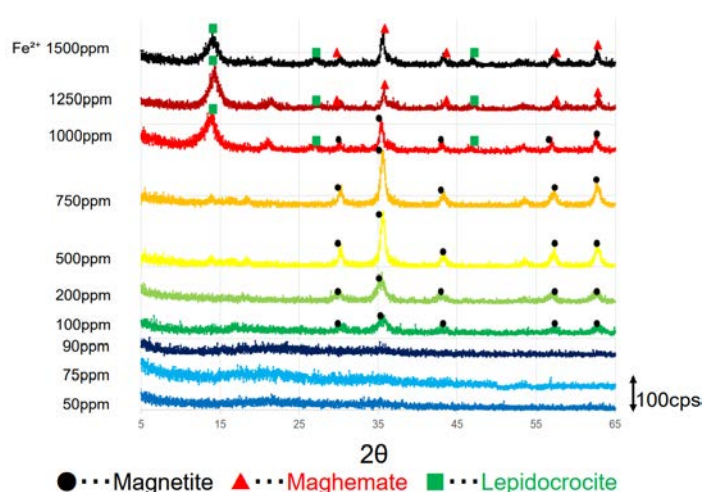 Fe²⁺ 1500ppm
1250ppm
1000ppm
750ppm
500ppm
200ppm
100ppm
90ppm
75ppm
50ppm
100cps
5 15 25 35 45 55 65
2θ
●···Magnetite ▲···Maghemate ■···Lepidocrocite